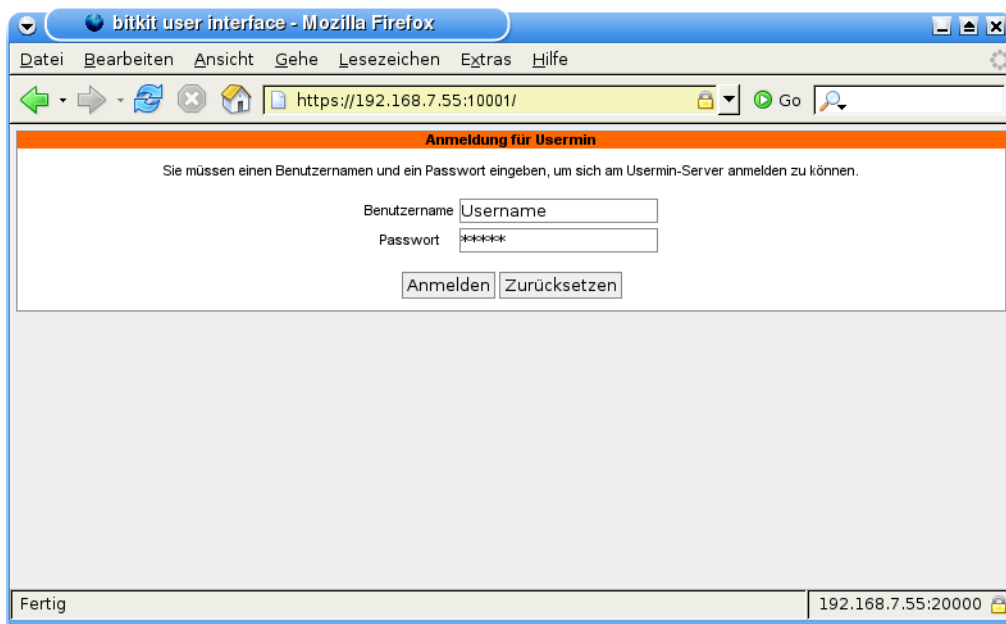 bitkit user interface - Mozilla Firefox
Datei Bearbeiten Ansicht Gehe Lesezeichen Extras Hilfe
https://192.168.7.55:10001/ Go
Anmeldung für Usermin
Sie müssen einen Benutzernamen und ein Passwort eingeben, um sich am Usermin-Server anmelden zu können.
Benutzername Username
Passwort *****
Anmelden Zurücksetzen
Fertig 192.168.7.55:20000